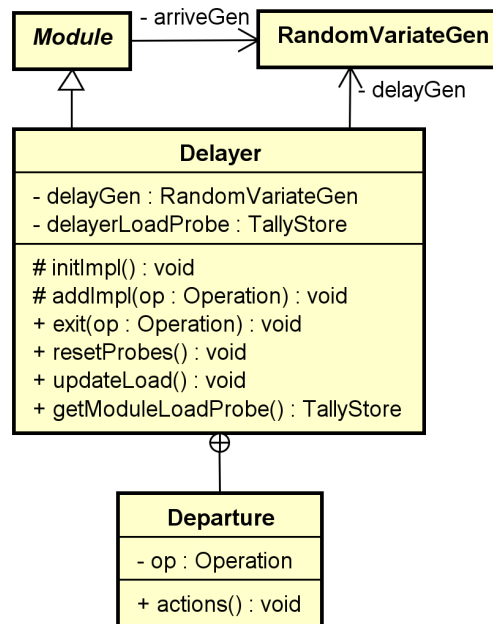 Module
- arriveGen
RandomVariateGen
- delayGen
Delayer
- delayGen : RandomVariateGen
- delayerLoadProbe : TallyStore
# initImpl() : void
# addImpl(op : Operation) : void
+ exit(op : Operation) : void
+ resetProbes() : void
+ updateLoad() : void
+ getModuleLoadProbe() : TallyStore
Departure
- op : Operation
+ actions() : void